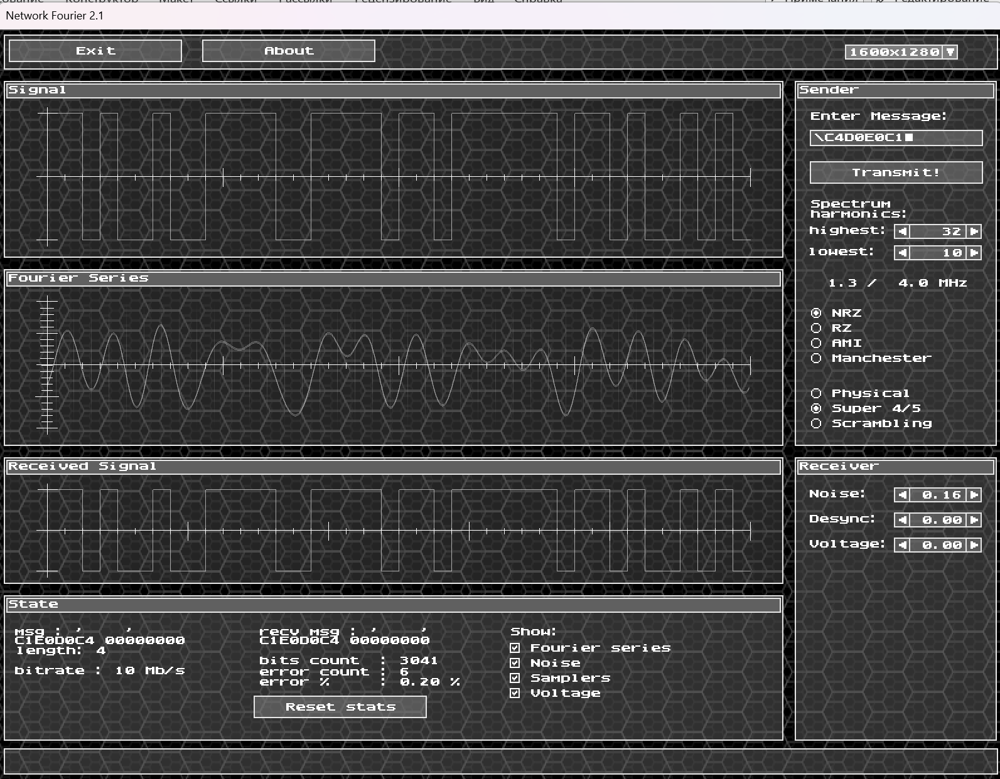 Network Fourier 2.1
Exit
About
1600x1280
Signal
Sender
Enter Message:
\C4D0E0C1
Transmit!
Spectrum
harmonics:
highest: 32
lowest: 10
1.3 / 4.0 MHz
NRZ
RZ
AMI
Manchester
Physical
Super 4/5
Scrambling
Fourier Series
Received Signal
Receiver
Noise: 0.16
Desync: 0.00
Voltage: 0.00
State
msg : , ,
C1E0D0C4 00000000
length: 4
bitrate : 10 Mb/s
recv msg : , ,
C1E0D0C4 00000000
bits count : 3041
error count : 6
error % : 0.20 %
Reset stats
Show:
Fourier series
Noise
Samplers
Voltage